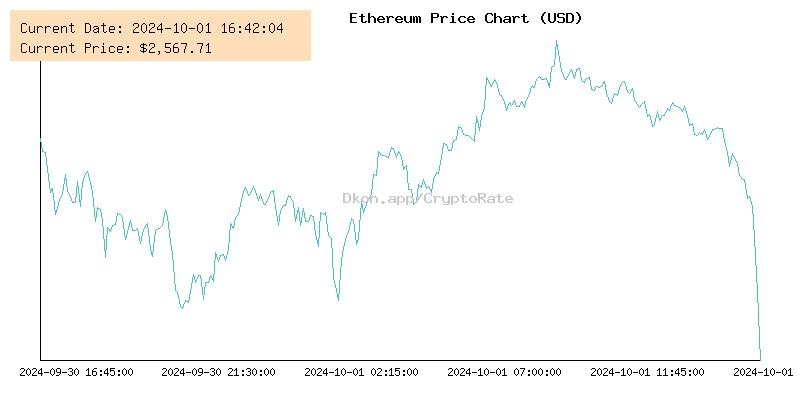 Ethereum Price Chart (USD)
Current Date: 2024-10-01 16:42:04
Current Price: $2,567.71
Dkon.app/CryptoRate
2024-09-30 16:45:00 2024-09-30 21:30:00 2024-10-01 02:15:00 2024-10-01 07:00:00 2024-10-01 11:45:00 2024-10-01